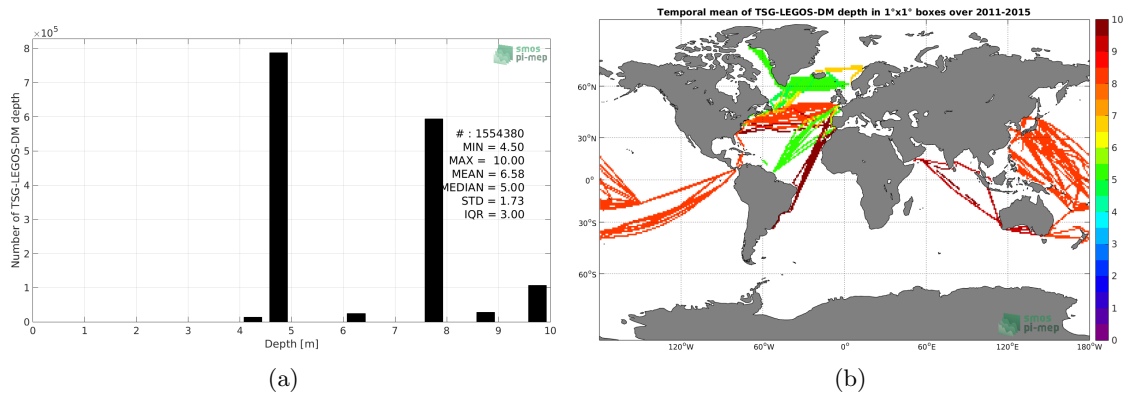 ×10⁵
8
7
6
5
4
3
2
1
0
Number of TSG-LEGOS-DM depth
smos
pi-mep
# : 1554380
MIN = 4.50
MAX = 10.00
MEAN = 6.58
MEDIAN = 5.00
STD = 1.73
IQR = 3.00
0 1 2 3 4 5 6 7 8 9 10
Depth [m]
(a)
Temporal mean of TSG-LEGOS-DM depth in 1°x1° boxes over 2011-2015
60°N
30°N
0°
30°S
60°S
120°W 60°W 0° 60°E 120°E 180°W
smos
pi-mep
10
9
8
7
6
5
4
3
2
1
0
(b)